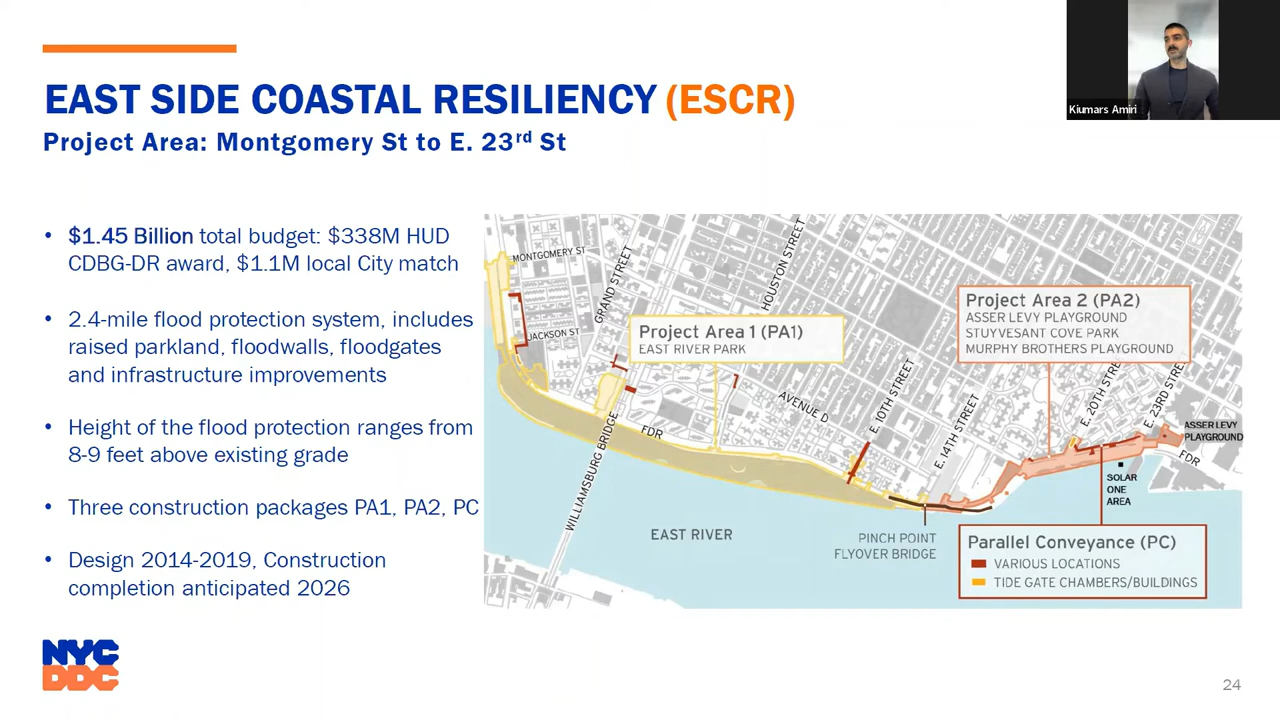 EAST SIDE COASTAL RESILIENCY (ESCR)
Project Area: Montgomery St to E. 23rd St
Kiumars Amiri
• $1.45 Billion total budget: $338M HUD
CDBG-DR award, $1.1M local City match
• 2.4-mile flood protection system, includes
raised parkland, floodwalls, floodgates
and infrastructure improvements
• Height of the flood protection ranges from
8-9 feet above existing grade
• Three construction packages PA1, PA2, PC
• Design 2014-2019, Construction
completion anticipated 2026
MONTGOMERY ST
JACKSON ST
GRAND STREET
HOUSTON STREET
Project Area 1 (PA1)
EAST RIVER PARK
Project Area 2 (PA2)
ASSER LEVY PLAYGROUND
STUYVESANT COVE PARK
MURPHY BROTHERS PLAYGROUND
AVENUE D
E. 10TH STREET
E. 14TH STREET
E. 20TH STREET
E. 23RD STREET
ASSER LEVY
PLAYGROUND
FDR
FDR
WILLIAMSBURG BRIDGE
SOLAR
ONE
AREA
EAST RIVER
PINCH POINT
FLYOVER BRIDGE
Parallel Conveyance (PC)
VARIOUS LOCATIONS
TIDE GATE CHAMBERS/BUILDINGS
NYC
DDC
24